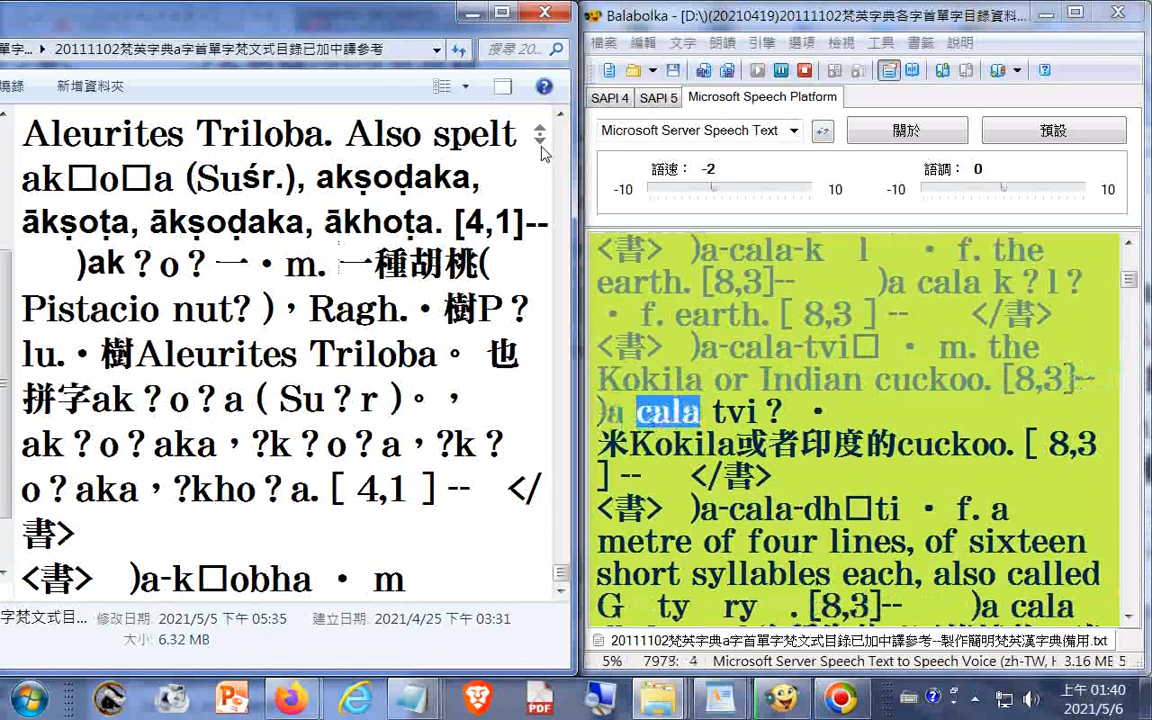 單字... ▸ 20111102梵英字典a字首單字梵文式目錄已加中譯參考
搜尋 20...
燒錄 新增資料夾
Aleurites Triloba. Also spelt
ak□o□a (Suśr.), akṣoḍaka,
ākṣoṭa, ākṣoḍaka, ākhoṭa. [4,1]--
)ak？o？一・m. 一種胡桃(
Pistacio nut? )，Ragh.・樹P？
lu.・樹Aleurites Triloba。 也
拼字ak？o？a ( Su？r )。，
ak？o？aka，?k？o？a，?k？
o？aka，?kho？a. [ 4,1 ] -- </
書>
<書> )a-k□obha ・ m
字梵文式目... 修改日期: 2021/5/5 下午 05:35 建立日期: 2021/4/25 下午 03:31
大小: 6.32 MB
Balabolka - [D:\)(20210419)20111102梵英字典各字首單字目錄資料...
檔案 編輯 文字 朗讀 引擎 選項 檢視 工具 書籤 說明
SAPI 4 SAPI 5 Microsoft Speech Platform
Microsoft Server Speech Text 關於 預設
語速: -2 語調: 0
-10 10 -10 10
<書> )a-cala-k l ・ f. the
earth. [8,3]-- )a cala k？l？
・ f. earth. [ 8,3 ] -- </書>
<書> )a-cala-tvi□ ・ m. the
Kokila or Indian cuckoo. [8,3]--
)a cala tvi？ ・
米Kokila或者印度的cuckoo. [ 8,3
] -- </書>
<書> )a-cala-dh□ti ・ f. a
metre of four lines, of sixteen
short syllables each, also called
G ty ry . [8,3]-- )a cala
20111102梵英字典a字首單字梵文式目錄已加中譯參考--製作簡明梵英漢字典備用.txt
5% 7973: 4 Microsoft Server Speech Text to Speech Voice (zh-TW, H 3.16 MB 5
PDF
上午 01:40
2021/5/6